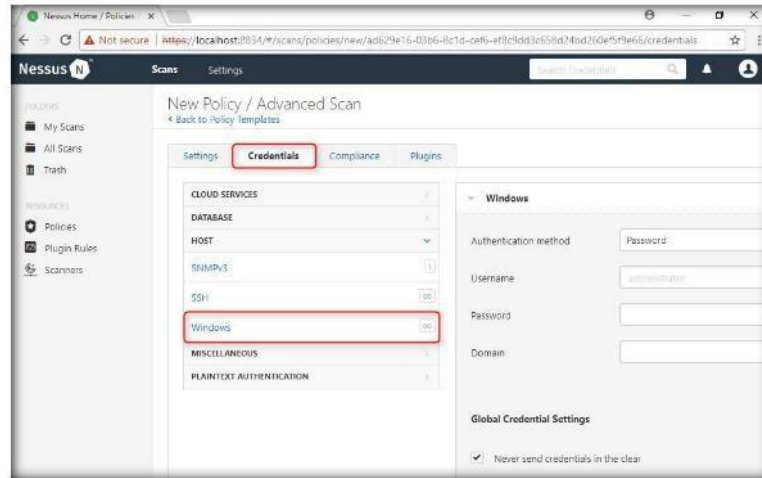 Nessus Home / Policies /
Not secure
https://localhost:8834/#/scans/policies/new/ad629e16-03b6-8c1d-cef6-ef8c9dd3c658d24bd260ef5f9e66/credentials
Nessus N
Scans
Settings
Search Credentials
FOLDERS
My Scans
All Scans
Trash
RESOURCES
Policies
Plugin Rules
Scanners
New Policy / Advanced Scan
Back to Policy Templates
Settings
Credentials
Compliance
Plugins
CLOUD SERVICES
DATABASE
HOST
SNMPv3
1
SSH
∞
Windows
∞
MISCELLANEOUS
PLAINTEXT AUTHENTICATION
Windows
Authentication method
Password
Username
administrator
Password
Domain
Global Credential Settings
Never send credentials in the clear